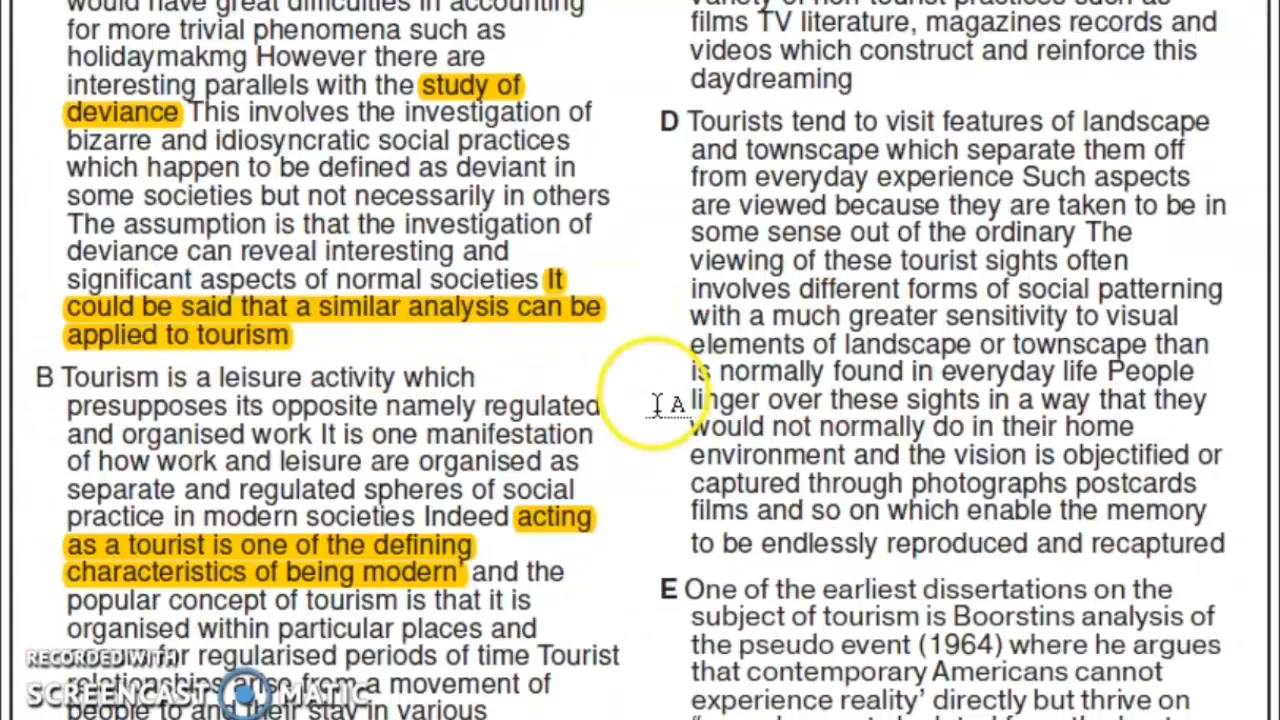 would have great difficulties in accounting
for more trivial phenomena such as
holidaymakmg However there are
interesting parallels with the study of
deviance This involves the investigation of
bizarre and idiosyncratic social practices
which happen to be defined as deviant in
some societies but not necessarily in others
The assumption is that the investigation of
deviance can reveal interesting and
significant aspects of normal societies It
could be said that a similar analysis can be
applied to tourism
B Tourism is a leisure activity which
presupposes its opposite namely regulated
and organised work It is one manifestation
of how work and leisure are organised as
separate and regulated spheres of social
practice in modern societies Indeed acting
as a tourist is one of the defining
characteristics of being modern' and the
popular concept of tourism is that it is
organised within particular places and
for regularised periods of time Tourist
relationships arise from a movement of
people to and their stay in various
films TV literature, magazines records and
videos which construct and reinforce this
daydreaming
D Tourists tend to visit features of landscape
and townscape which separate them off
from everyday experience Such aspects
are viewed because they are taken to be in
some sense out of the ordinary The
viewing of these tourist sights often
involves different forms of social patterning
with a much greater sensitivity to visual
elements of landscape or townscape than
is normally found in everyday life People
linger over these sights in a way that they
would not normally do in their home
environment and the vision is objectified or
captured through photographs postcards
films and so on which enable the memory
to be endlessly reproduced and recaptured
E One of the earliest dissertations on the
subject of tourism is Boorstins analysis of
the pseudo event (1964) where he argues
that contemporary Americans cannot
experience reality' directly but thrive on
A
RECORDED WITH
SCREENCAST MATIC